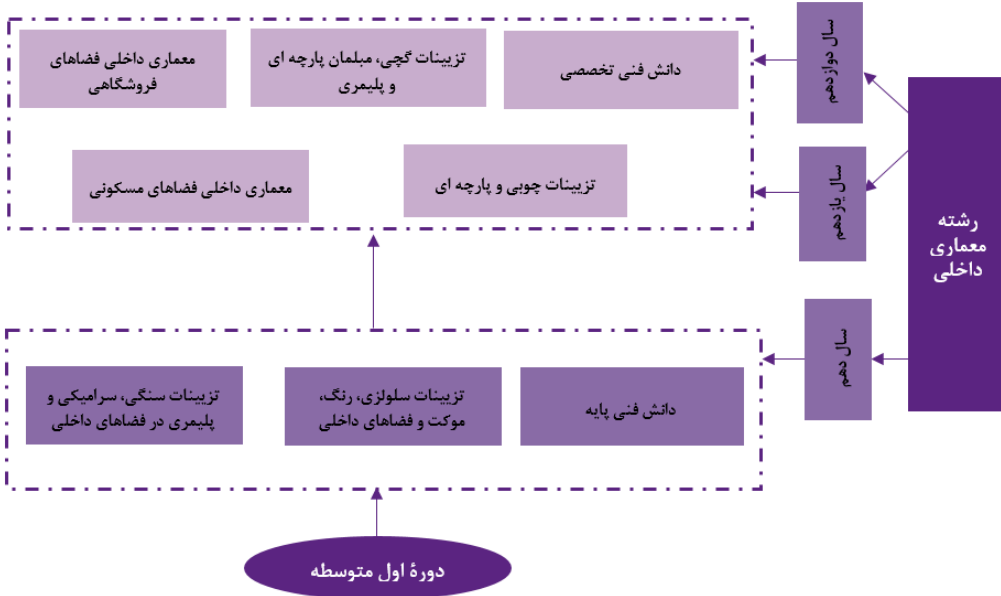 رشته
معماری
داخلی
سال دوازدهم
دانش فنی تخصصی
تزیینات گچی، مبلمان پارچه ای
و پلیمری
معماری داخلی فضاهای
فروشگاهی
سال یازدهم
تزیینات چوبی و پارچه ای
معماری داخلی فضاهای مسکونی
سال دهم
دانش فنی پایه
تزیینات سلولزی، رنگ،
موکت و فضاهای داخلی
تزیینات سنگی، سرامیکی و
پلیمری در فضاهای داخلی
دورۀ اول متوسطه